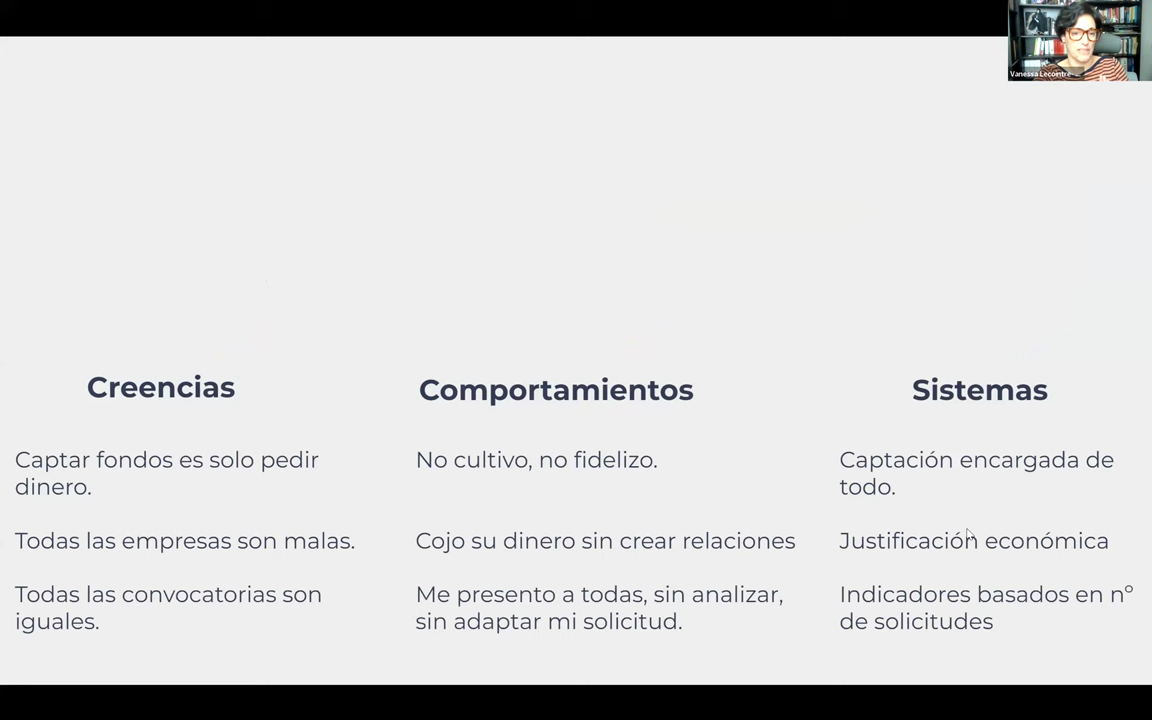 Vanessa Lecointre
Creencias
Comportamientos
Sistemas
Captar fondos es solo pedir
dinero.
No cultivo, no fidelizo.
Captación encargada de
todo.
Todas las empresas son malas.
Cojo su dinero sin crear relaciones
Justificación económica
Todas las convocatorias son
iguales.
Me presento a todas, sin analizar,
sin adaptar mi solicitud.
Indicadores basados en nº
de solicitudes